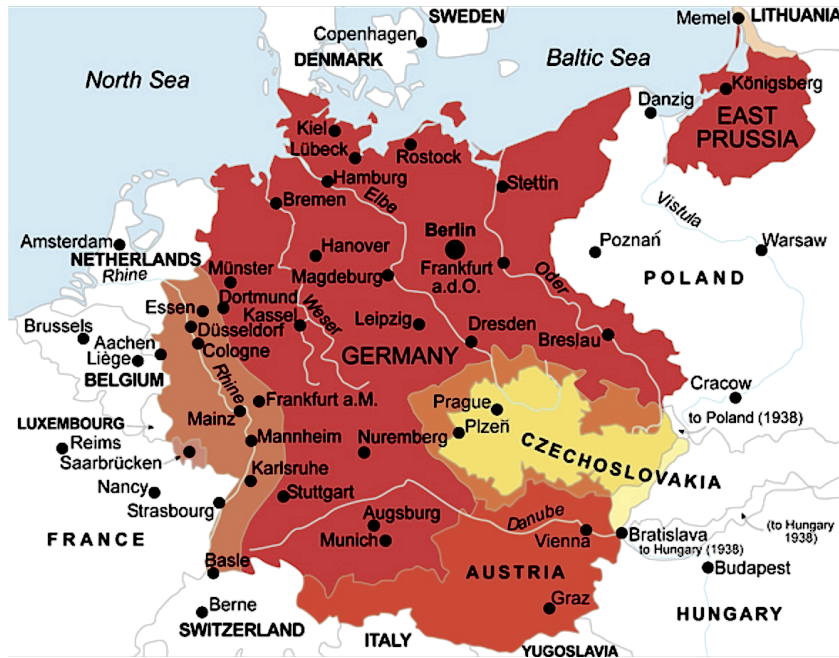 SWEDEN
Memel
LITHUANIA
Copenhagen
DENMARK
Baltic Sea
North Sea
Königsberg
Danzig
EAST
PRUSSIA
Kiel
Lübeck
Rostock
Hamburg
Stettin
Elbe
Bremen
Vistula
Berlin
Amsterdam
NETHERLANDS
Rhine
Hanover
Poznań
Warsaw
Münster
Magdeburg
Frankfurt
a.d.O.
Oder
POLAND
Essen
Dortmund
Kassel
Weser
Leipzig
Dresden
Breslau
Brussels
Düsseldorf
Aachen
Cologne
Liège
BELGIUM
GERMANY
Rhine
Frankfurt a.M.
Prague
Cracow
Mainz
to Poland (1938)
LUXEMBOURG
Reims
Mannheim
Nuremberg
Plzeň
CZECHOSLOVAKIA
Saarbrücken
Karlsruhe
Nancy
Stuttgart
Strasbourg
Augsburg
Danube
(to Hungary
1938)
FRANCE
Munich
Vienna
Bratislava
to Hungary (1938)
Basle
AUSTRIA
Budapest
Berne
Graz
HUNGARY
SWITZERLAND
ITALY
YUGOSLAVIA